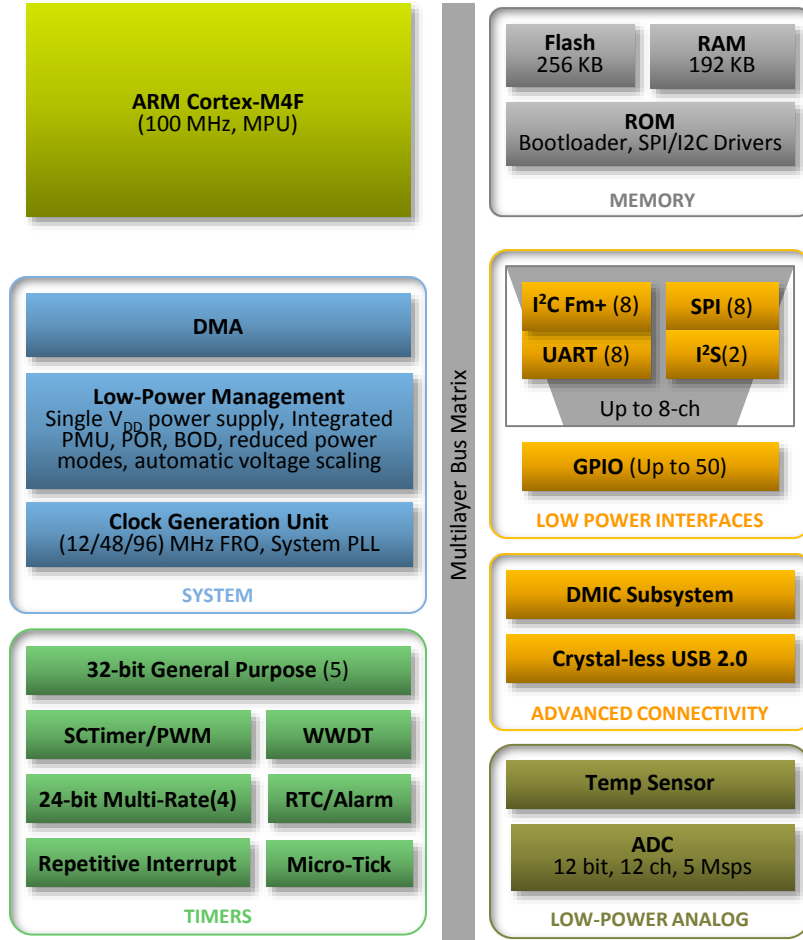 ARM Cortex-M4F
(100 MHz, MPU)
DMA
Low-Power Management
Single VDD power supply, Integrated
PMU, POR, BOD, reduced power
modes, automatic voltage scaling
Clock Generation Unit
(12/48/96) MHz FRO, System PLL
SYSTEM
32-bit General Purpose (5)
SCTimer/PWM
WWDT
24-bit Multi-Rate(4)
RTC/Alarm
Repetitive Interrupt
Micro-Tick
TIMERS
Multilayer Bus Matrix
Flash
256 KB
RAM
192 KB
ROM
Bootloader, SPI/I2C Drivers
MEMORY
I²C Fm+ (8)
SPI (8)
UART (8)
I²S(2)
Up to 8-ch
GPIO (Up to 50)
LOW POWER INTERFACES
DMIC Subsystem
Crystal-less USB 2.0
ADVANCED CONNECTIVITY
Temp Sensor
ADC
12 bit, 12 ch, 5 Msps
LOW-POWER ANALOG